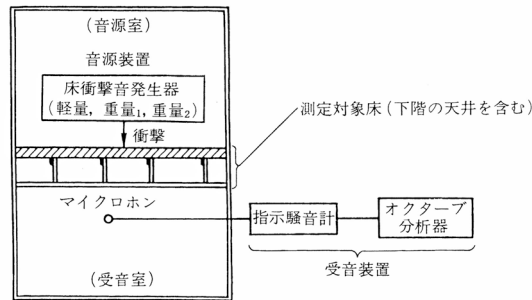 (音源室)
音源装置
床衝撃音発生器
(軽量，重量₁，重量₂)
衝撃
測定対象床(下階の天井を含む)
マイクロホン
指示騒音計
オクターブ
分析器
受音装置
(受音室)